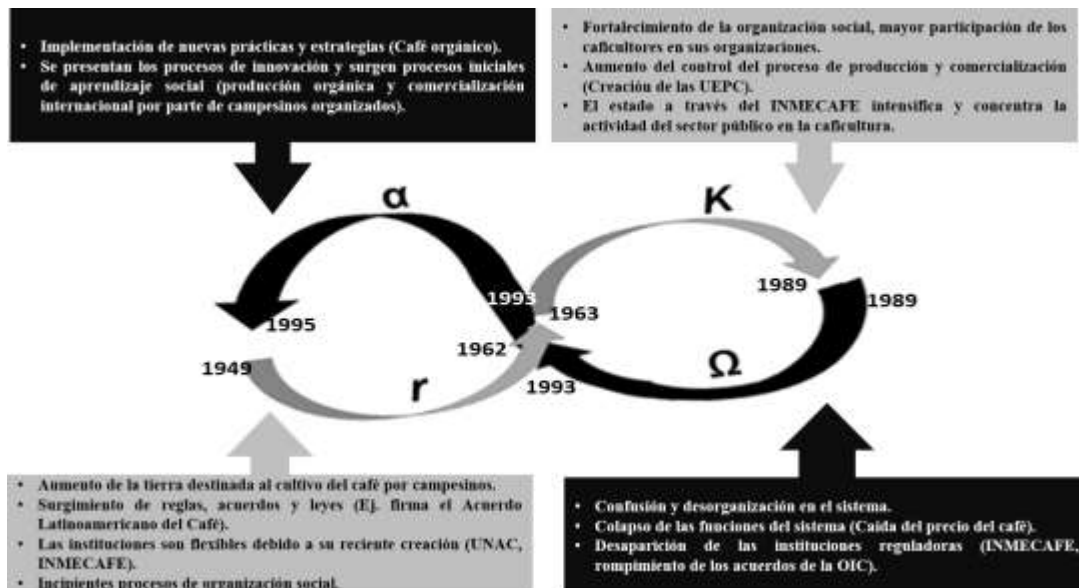 • Implementación de nuevas prácticas y estrategias (Café orgánico).
• Se presentan los procesos de innovación y surgen procesos iniciales
de aprendizaje social (producción orgánica y comercialización
internacional por parte de campesinos organizados).
• Fortalecimiento de la organización social, mayor participación de los
caficultores en sus organizaciones.
• Aumento del control del proceso de producción y comercialización
(Creación de las UEPC).
• El estado a través del INMECAFE intensifica y concentra la
actividad del sector público en la caficultura.
α
K
1993
1963
1989
1989
1995
1962
1949
1993
r
Ω
• Aumento de la tierra destinada al cultivo del café por campesinos.
• Surgimiento de reglas, acuerdos y leyes (Ej. firma el Acuerdo
Latinoamericano del Café).
• Las instituciones son flexibles debido a su reciente creación (UNAC,
INMECAFE).
• Incipientes procesos de organización social.
• Confusión y desorganización en el sistema.
• Colapso de las funciones del sistema (Caida del precio del café).
• Desaparición de las instituciones reguladoras (INMECAFE,
rompimiento de los acuerdos de la OIC).